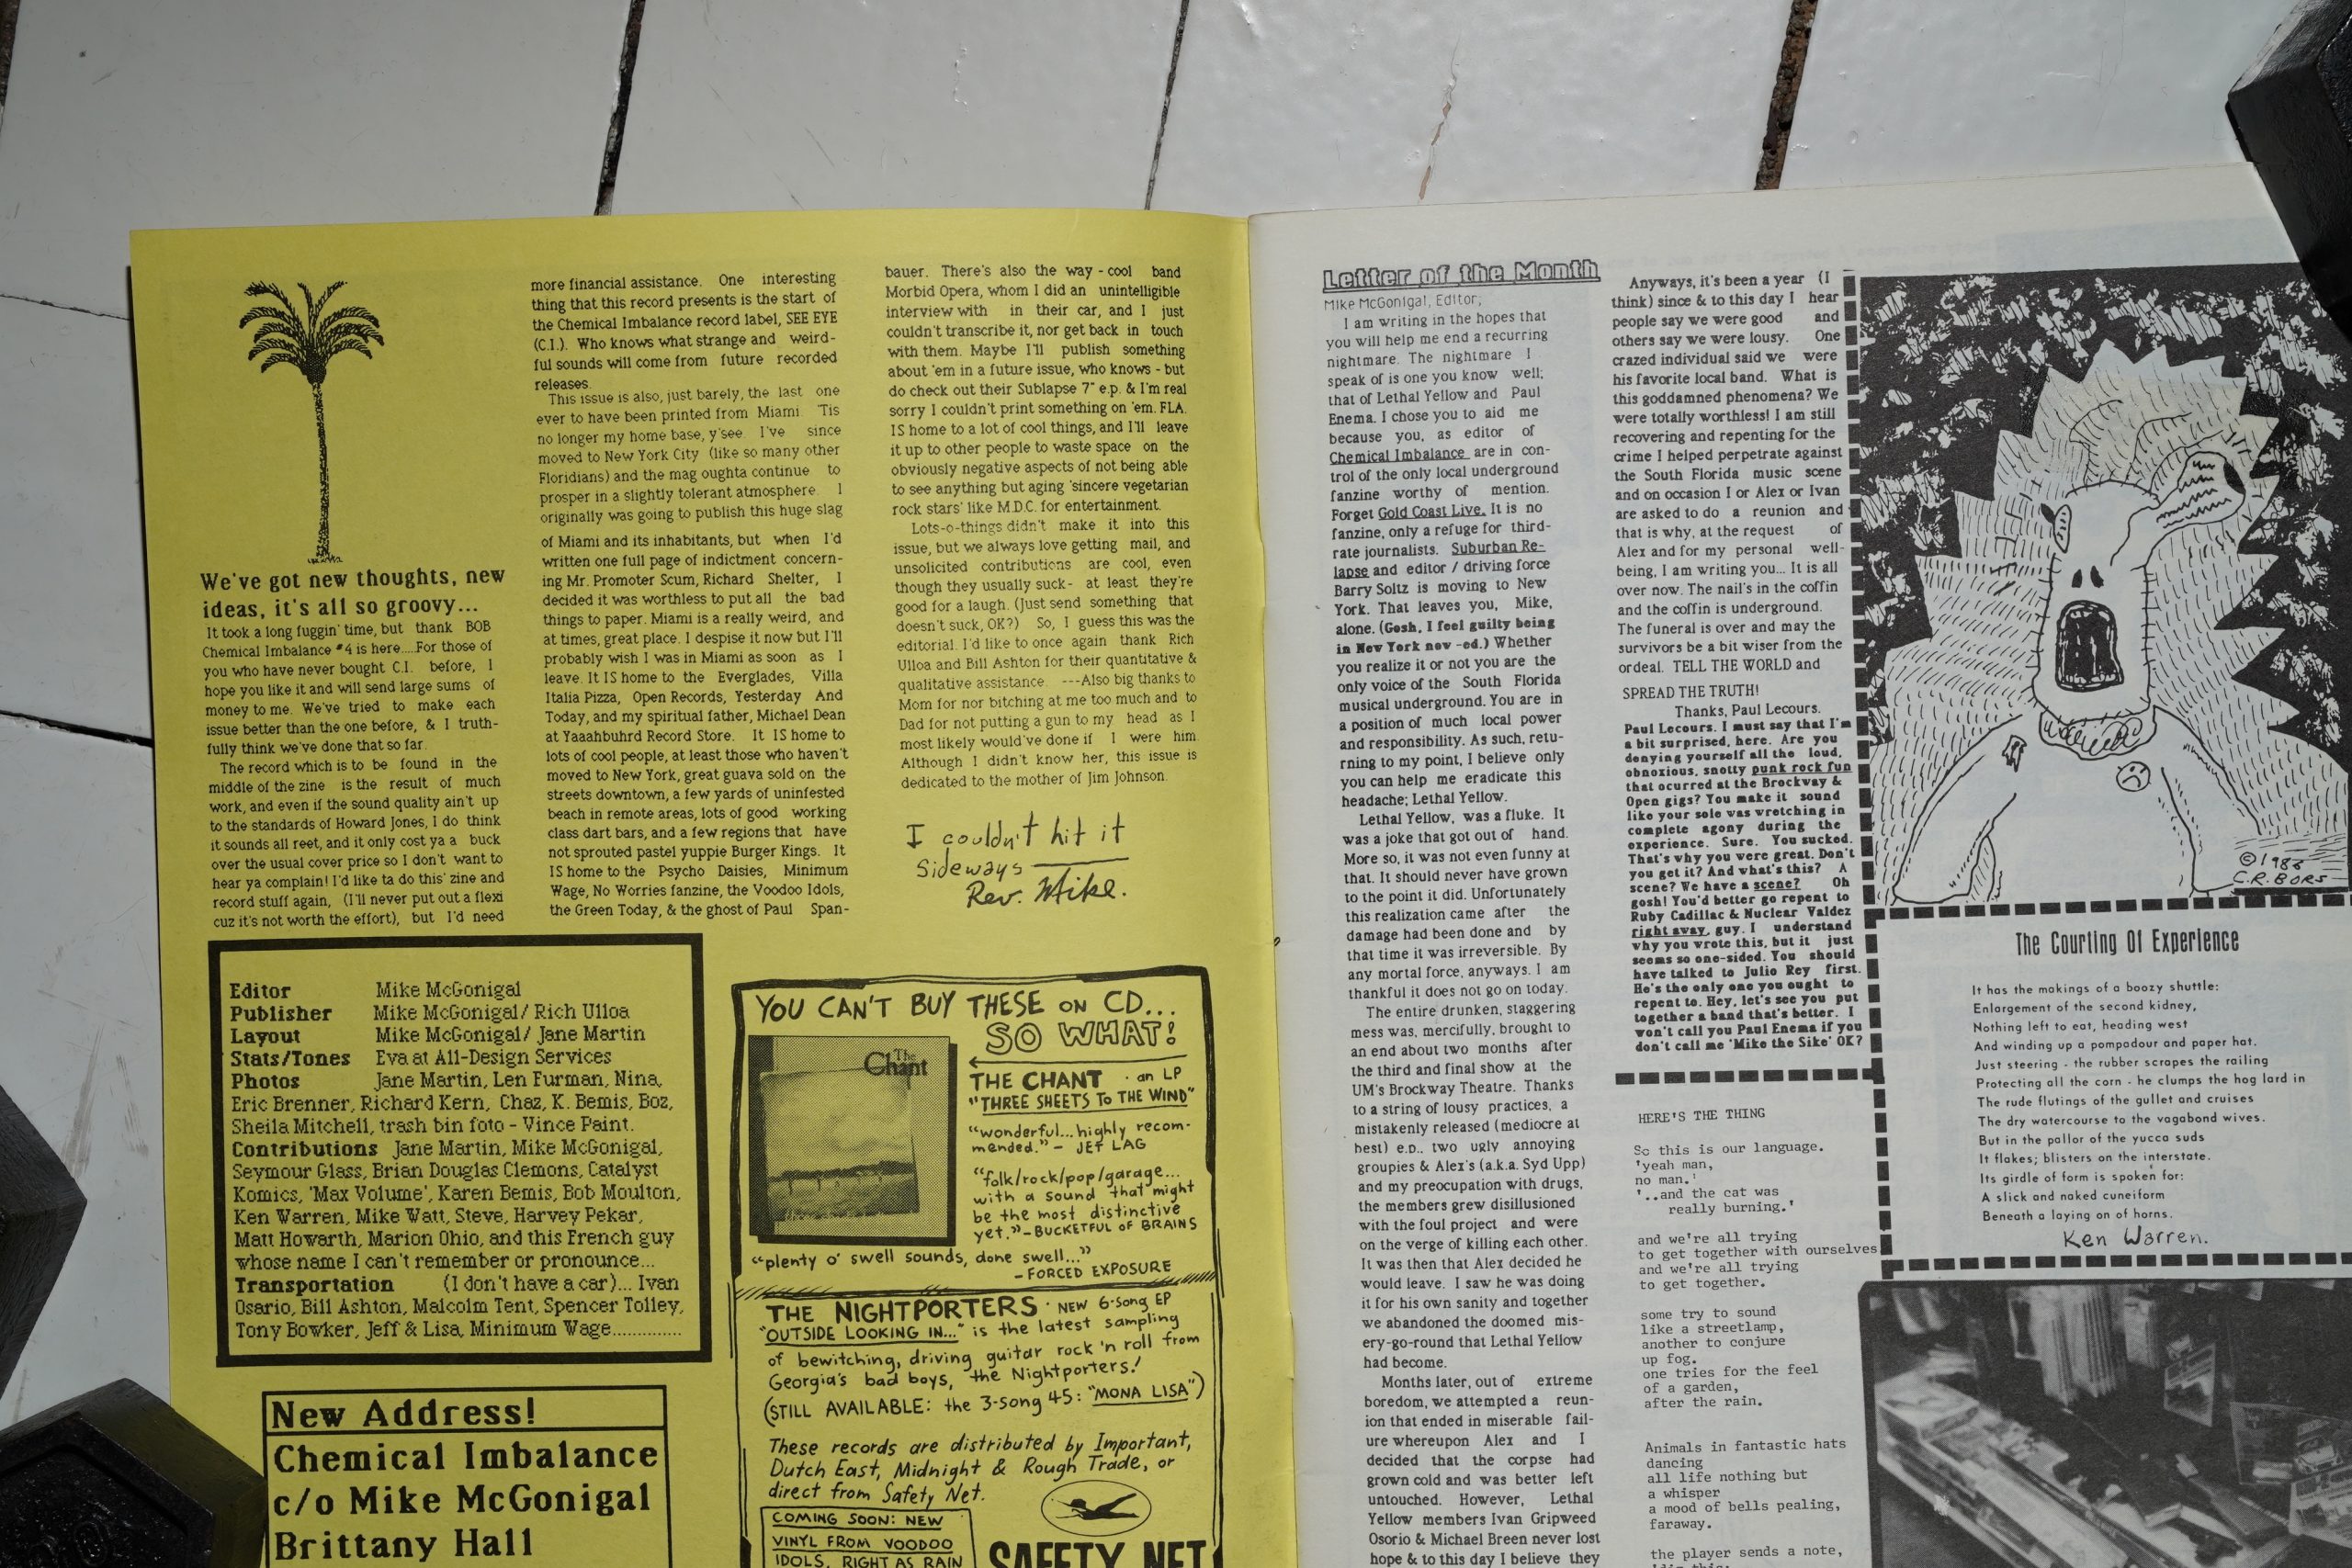 We've got new thoughts, new
ideas, it's all so groovy...
It took a long fuggin' time, but thank BOB
Chemical Imbalance #4 is here.....For those of
you who have never bought C.I. before, I
hope you like it and will send large sums of
money to me. We've tried to make each
issue better than the one before, & I truth-
fully think we've done that so far.
The record which is to be found in the
middle of the zine is the result of much
work, and even if the sound quality ain't up
to the standards of Howard Jones, I do think
it sounds all reet, and it only cost ya a buck
over the usual cover price so I don't want to
hear ya complain! I'd like ta do this' zine and
record stuff again, (I'll never put out a flexi
cuz it's not worth the effort), but I'd need
more financial assistance. One interesting
thing that this record presents is the start of
the Chemical Imbalance record label, SEE EYE
(C.I.). Who knows what strange and weird-
ful sounds will come from future recorded
releases.
This issue is also, just barely, the last one
ever to have been printed from Miami. 'Tis
no longer my home base, y'see. I've since
moved to New York City (like so many other
Floridians) and the mag oughta continue to
prosper in a slightly tolerant atmosphere. I
originally was going to publish this huge slag
of Miami and its inhabitants, but when I'd
written one full page of indictment concern-
ing Mr. Promoter Scum, Richard Shelter, I
decided it was worthless to put all the bad
things to paper. Miami is a really weird, and
at times, great place. I despise it now but I'll
probably wish I was in Miami as soon as I
leave. It IS home to the Everglades, Villa
Italia Pizza, Open Records, Yesterday And
Today, and my spiritual father, Michael Dean
at Yaaahbuhrd Record Store. It IS home to
lots of cool people, at least those who haven't
moved to New York, great guava sold on the
streets downtown, a few yards of uninfested
beach in remote areas, lots of good working
class dart bars, and a few regions that have
not sprouted pastel yuppie Burger Kings. It
IS home to the Psycho Daisies, Minimum
Wage, No Worries fanzine, the Voodoo Idols,
the Green Today, & the ghost of Paul Span-
bauer. There's also the way - cool band
Morbid Opera, whom I did an unintelligible
interview with in their car, and I just
couldn't transcribe it, nor get back in touch
with them. Maybe I'll publish something
about 'em in a future issue, who knows - but
do check out their Sublapse 7" e.p. & I'm real
sorry I couldn't print something on 'em. FLA.
IS home to a lot of cool things, and I'll leave
it up to other people to waste space on the
obviously negative aspects of not being able
to see anything but aging 'sincere vegetarian
rock stars' like M.D.C. for entertainment.
Lots-o-things didn't make it into this
issue, but we always love getting mail, and
unsolicited contributions are cool, even
though they usually suck- at least they're
good for a laugh. (Just send something that
doesn't suck, OK?) So, I guess this was the
editorial. I'd like to once again thank Rich
Ulloa and Bill Ashton for their quantitative &
qualitative assistance. ---Also big thanks to
Mom for nor bitching at me too much and to
Dad for not putting a gun to my head as I
most likely would've done if I were him.
Although I didn't know her, this issue is
dedicated to the mother of Jim Johnson.
I couldn't hit it
sideways
Rev. Mike.
Editor Mike McGonigal
Publisher Mike McGonigal/ Rich Ulloa
Layout Mike McGonigal/ Jane Martin
Stats/Tones Eva at All-Design Services
Photos Jane Martin, Len Furman, Nina,
Eric Brenner, Richard Kern, Chaz, K. Bemis, Boz,
Sheila Mitchell, trash bin foto - Vince Paint.
Contributions Jane Martin, Mike McGonigal,
Seymour Glass, Brian Douglas Clemons, Catalyst
Komics, 'Max Volume', Karen Bemis, Bob Moulton,
Ken Warren, Mike Watt, Steve, Harvey Pekar,
Matt Howarth, Marion Ohio, and this French guy
whose name I can't remember or pronounce...
Transportation (I don't have a car)... Ivan
Osario, Bill Ashton, Malcolm Tent, Spencer Tolley,
Tony Bowker, Jeff & Lisa, Minimum Wage..............
New Address!
Chemical Imbalance
c/o Mike McGonigal
Brittany Hall
YOU CAN'T BUY THESE ON CD...
SO WHAT!
The Chant
THE CHANT · an LP
"THREE SHEETS TO THE WIND"
"wonderful... highly recom-
mended." – JET LAG
"folk/rock/pop/garage...
with a sound that might
be the most distinctive
yet." – BUCKETFUL OF BRAINS
"plenty o' swell sounds, done swell..."
– FORCED EXPOSURE
THE NIGHTPORTERS · NEW 6-Song EP
"OUTSIDE LOOKING IN..." is the latest sampling
of bewitching, driving guitar rock 'n roll from
Georgia's bad boys, the Nightporters!
(STILL AVAILABLE: the 3-song 45: "MONA LISA")
These records are distributed by Important,
Dutch East, Midnight & Rough Trade, or
direct from Safety Net.
COMING SOON: NEW
VINYL FROM VOODOO
IDOLS, RIGHT AS RAIN
SAFETY NET
Letter of the Month
Mike McGonigal, Editor;
I am writing in the hopes that
you will help me end a recurring
nightmare. The nightmare I
speak of is one you know well;
that of Lethal Yellow and Paul
Enema. I chose you to aid me
because you, as editor of
Chemical Imbalance are in con-
trol of the only local underground
fanzine worthy of mention.
Forget Gold Coast Live. It is no
fanzine, only a refuge for third-
rate journalists. Suburban Re-
lapse and editor / driving force
Barry Soltz is moving to New
York. That leaves you, Mike,
alone. (Gosh, I feel guilty being
in New York now -ed.) Whether
you realize it or not you are the
only voice of the South Florida
musical underground. You are in
a position of much local power
and responsibility. As such, retu-
rning to my point, I believe only
you can help me eradicate this
headache; Lethal Yellow.
Lethal Yellow, was a fluke. It
was a joke that got out of hand.
More so, it was not even funny at
that. It should never have grown
to the point it did. Unfortunately
this realization came after the
damage had been done and by
that time it was irreversible. By
any mortal force, anyways. I am
thankful it does not go on today.
The entire drunken, staggering
mess was, mercifully, brought to
an end about two months after
the third and final show at the
UM's Brockway Theatre. Thanks
to a string of lousy practices, a
mistakenly released (mediocre at
best) e.p., two ugly annoying
groupies & Alex's (a.k.a. Syd Upp)
and my preocupation with drugs,
the members grew disillusioned
with the foul project and were
on the verge of killing each other.
It was then that Alex decided he
would leave. I saw he was doing
it for his own sanity and together
we abandoned the doomed mis-
ery-go-round that Lethal Yellow
had become.
Months later, out of extreme
boredom, we attempted a reun-
ion that ended in miserable fail-
ure whereupon Alex and I
decided that the corpse had
grown cold and was better left
untouched. However, Lethal
Yellow members Ivan Gripweed
Osorio & Michael Breen never lost
hope & to this day I believe they
Anyways, it's been a year (I
think) since & to this day I hear
people say we were good and
others say we were lousy. One
crazed individual said we were
his favorite local band. What is
this goddamned phenomena? We
were totally worthless! I am still
recovering and repenting for the
crime I helped perpetrate against
the South Florida music scene
and on occasion I or Alex or Ivan
are asked to do a reunion and
that is why, at the request of
Alex and for my personal well-
being, I am writing you... It is all
over now. The nail's in the coffin
and the coffin is underground.
The funeral is over and may the
survivors be a bit wiser from the
ordeal. TELL THE WORLD and
SPREAD THE TRUTH!
Thanks, Paul Lecours.
Paul Lecours. I must say that I'm
a bit surprised, here. Are you
denying yourself all the loud,
obnoxious, snotty punk rock fun
that ocurred at the Brockway &
Open gigs? You make it sound
like your sole was wretching in
complete agony during the
experience. Sure. You sucked.
That's why you were great. Don't
you get it? And what's this? A
scene? We have a scene? Oh
gosh! You'd better go repent to
Ruby Cadillac & Nuclear Valdez
right away, guy. I understand
why you wrote this, but it just
seems so one-sided. You should
have talked to Julio Rey first.
He's the only one you ought to
repent to. Hey, let's see you put
together a band that's better. I
won't call you Paul Enema if you
don't call me 'Mike the Sike' OK?
HERE'S THE THING
So this is our language.
'yeah man,
no man.'
'..and the cat was
really burning.'
and we're all trying
to get together with ourselves
and we're all trying
to get together.
some try to sound
like a streetlamp,
another to conjure
up fog.
one tries for the feel
of a garden,
after the rain.
Animals in fantastic hats
dancing
all life nothing but
a whisper
a mood of bells pealing,
faraway.
the player sends a note,
©1986
C.R. BORS
The Courting Of Experience
It has the makings of a boozy shuttle:
Enlargement of the second kidney,
Nothing left to eat, heading west
And winding up a pompadour and paper hat.
Just steering - the rubber scrapes the railing
Protecting all the corn - he clumps the hog lard in
The rude flutings of the gullet and cruises
The dry watercourse to the vagabond wives.
But in the pallor of the yucca suds
It flakes; blisters on the interstate.
Its girdle of form is spoken for:
A slick and naked cuneiform
Beneath a laying on of horns.
Ken Warren.